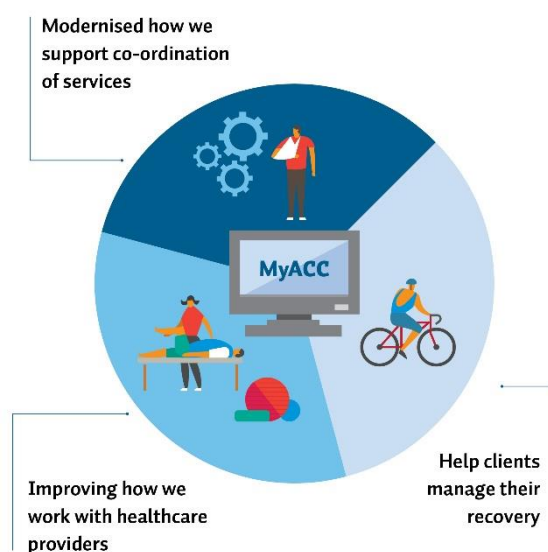 Modernised how we
support co-ordination
of services
MyACC
Help clients
manage their
recovery
Improving how we
work with healthcare
providers